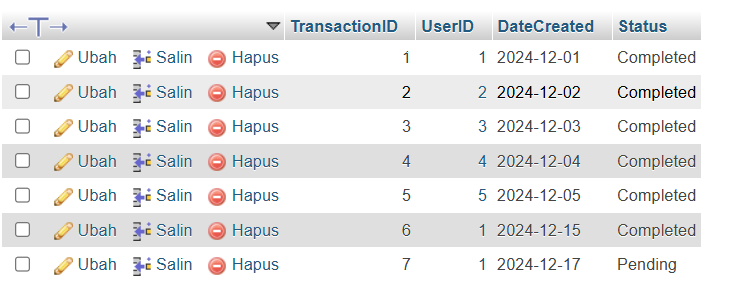 TransactionID UserID DateCreated Status
Ubah Salin Hapus 1 1 2024-12-01 Completed
Ubah Salin Hapus 2 2 2024-12-02 Completed
Ubah Salin Hapus 3 3 2024-12-03 Completed
Ubah Salin Hapus 4 4 2024-12-04 Completed
Ubah Salin Hapus 5 5 2024-12-05 Completed
Ubah Salin Hapus 6 1 2024-12-15 Completed
Ubah Salin Hapus 7 1 2024-12-17 Pending